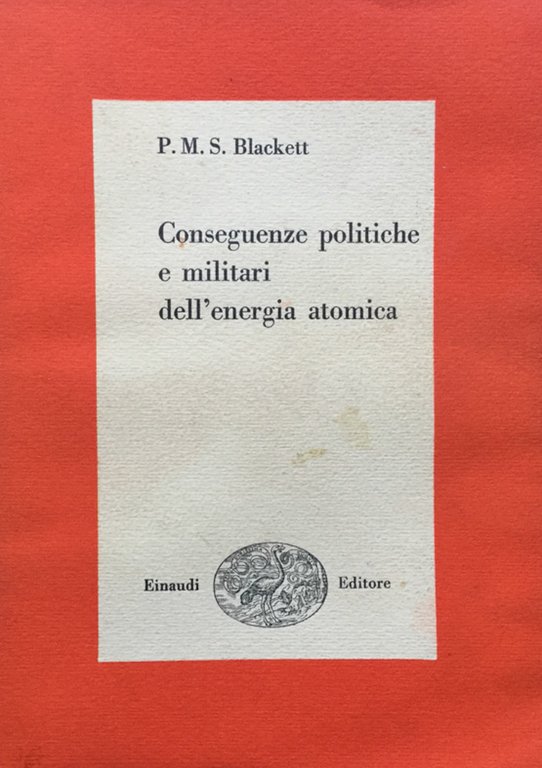 P. M. S. Blackett
Conseguenze politiche
e militari
dell'energia atomica
Einaudi Editore